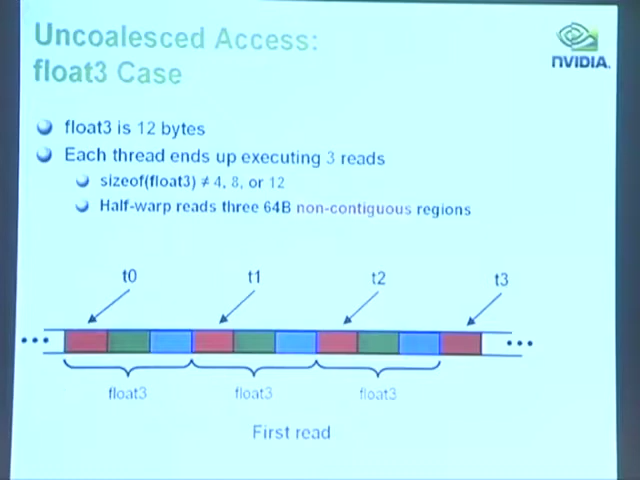 Uncoalesced Access:
float3 Case
NVIDIA.
float3 is 12 bytes
Each thread ends up executing 3 reads
sizeof(float3) ≠ 4, 8, or 12
Half-warp reads three 64B non-contiguous regions
t0 t1 t2 t3
float3 float3 float3
First read